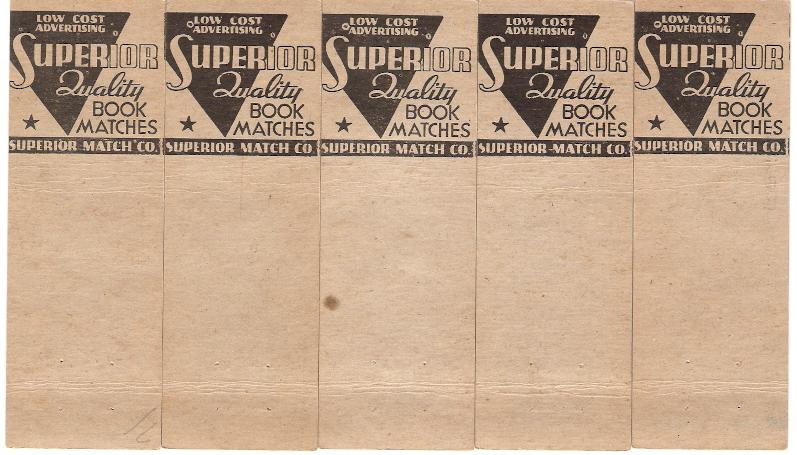 LOW COST
ADVERTISING
SUPERIOR
Quality
BOOK
MATCHES
SUPERIOR MATCH CO.
LOW COST
ADVERTISING
SUPERIOR
Quality
BOOK
MATCHES
SUPERIOR MATCH CO.
LOW COST
ADVERTISING
SUPERIOR
Quality
BOOK
MATCHES
SUPERIOR MATCH CO.
LOW COST
ADVERTISING
SUPERIOR
Quality
BOOK
MATCHES
SUPERIOR-MATCH CO.
LOW COST
ADVERTISING
SUPERIOR
Quality
BOOK
MATCHES
SUPERIOR MATCH CO.